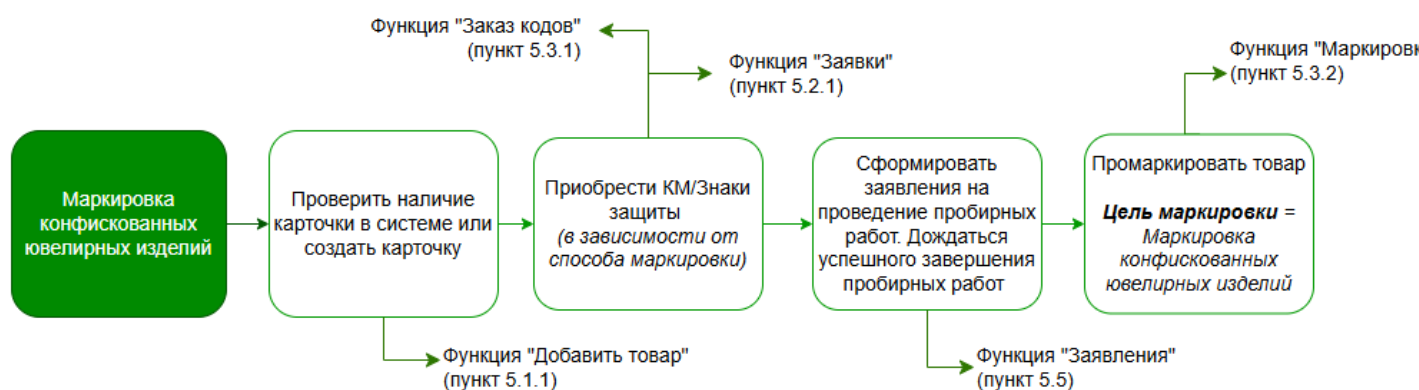 Функция "Заказ кодов"
(пункт 5.3.1)
Функция "Заявки"
(пункт 5.2.1)
Функция "Маркировк
(пункт 5.3.2)
Маркировка
конфискованных
ювелирных изделий
Проверить наличие
карточки в системе или
создать карточку
Приобрести КМ/Знаки
защиты
(в зависимости от
способа маркировки)
Сформировать
заявления на
проведение пробирных
работ. Дождаться
успешного завершения
пробирных работ
Промаркировать товар
Цель маркировки =
Маркировка
конфискованных
ювелирных изделий
Функция "Добавить товар"
(пункт 5.1.1)
Функция "Заявления"
(пункт 5.5)